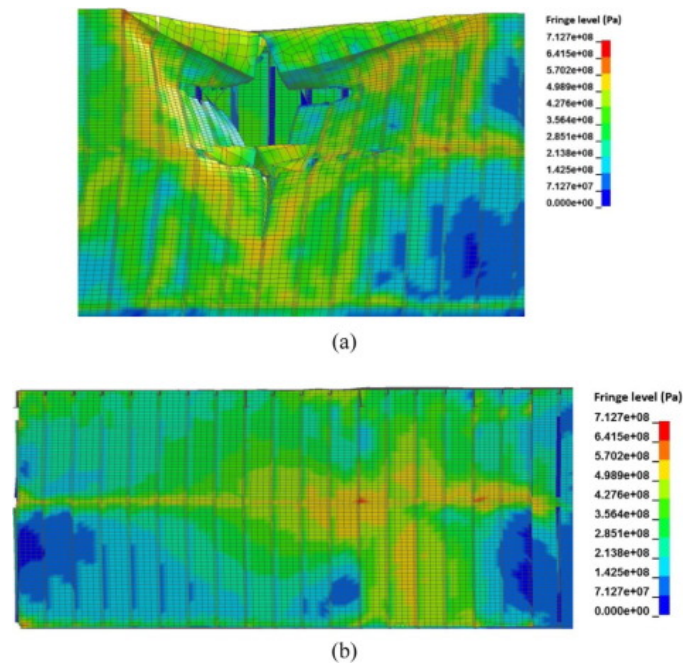 Fringe level (Pa)
7.127e+08
6.415e+08
5.702e+08
4.989e+08
4.276e+08
3.564e+08
2.851e+08
2.138e+08
1.425e+08
7.127e+07
0.000e+00
(a)
Fringe level (Pa)
7.127e+08
6.415e+08
5.702e+08
4.989e+08
4.276e+08
3.564e+08
2.851e+08
2.138e+08
1.425e+08
7.127e+07
0.000e+00
(b)